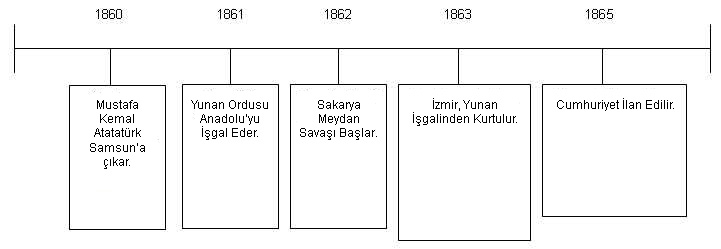 1860 1861 1862 1863 1865
Mustafa
Kemal
Atatatürk
Samsun'a
çıkar.
Yunan Ordusu
Anadolu'yu
İşgal Eder.
Sakarya
Meydan
Savaşı Başlar.
İzmir, Yunan
İşgalinden Kurtulur.
Cumhuriyet İlan Edilir.